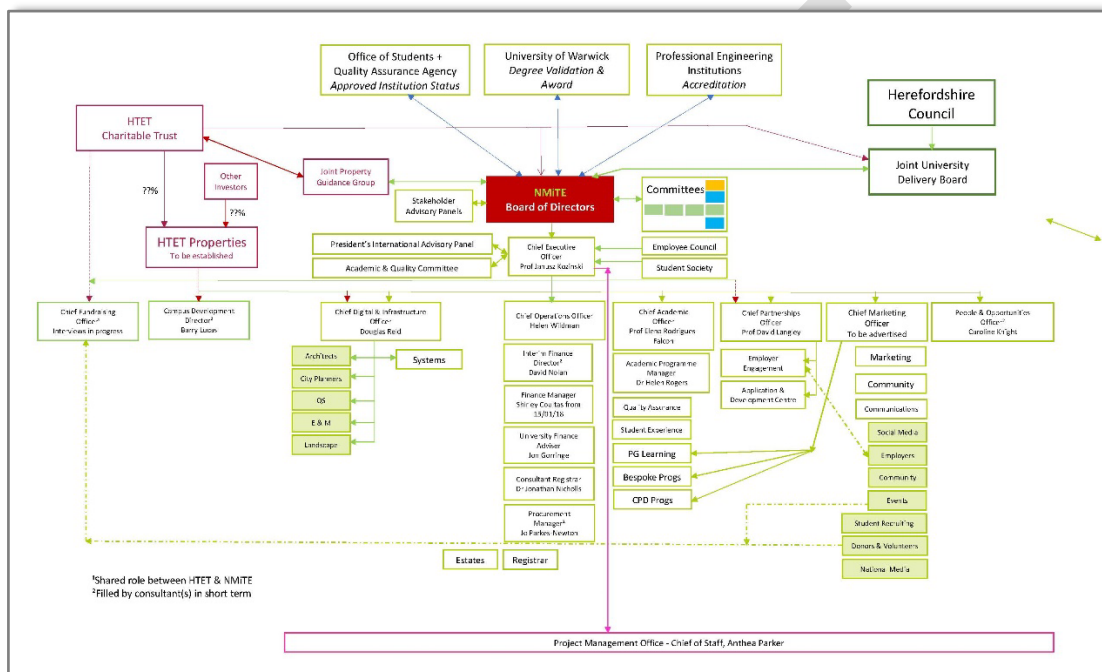 Office of Students +
Quality Assurance Agency
Approved Institution Status
University of Warwick
Degree Validation &
Award
Professional Engineering
Institutions
Accreditation
Herefordshire
Council
HTET
Charitable Trust
Joint University
Delivery Board
Joint Property
Guidance Group
Other
Investors
??%
??%
NMiTE
Board of Directors
Committees
Stakeholder
Advisory Panels
HTET Properties
To be established
President's International Advisory Panel
Academic & Quality Committee
Chief Executive
Officer
Prof Janusz Kozinski
Employee Council
Student Society
Chief Fundraising
Officer²
Interviews in progress
Campus Development
Director²
Barry Lucas
Chief Digital & Infrastructure
Officer
Douglas Reid
Chief Operations Officer
Helen Wildman
Chief Academic
Officer
Prof Elena Rodrigues
Falcon
Chief Partnerships
Officer
Prof David Langley
Chief Marketing
Officer
To be advertised
People & Opportunities
Caroline Knight
Architects
City Planners
QS
E & M
Landscape
Systems
Interim Finance
Director²
David Nolan
Finance Manager
Shirley Coultas from
University Finance
Adviser
Jon Gorringe
Consultant Registrar
Dr Jonathan Nicholls
Procurement
Jo Parkes-Newton
Estates
Registrar
Academic Programme
Manager
Dr Helen Rogers
Quality Assurance
Student Experience
PG Learning
Bespoke Progs
CPD Progs
Employer
Engagement
Application &
Development Centre
Marketing
Community
Communications
Social Media
Employers
Community
Events
Student Recruiting
Donors & Volunteers
National Media
¹Shared role between HTET & NMiTE
²Filled by consultant(s) in short term
Project Management Office - Chief of Staff, Anthea Parker